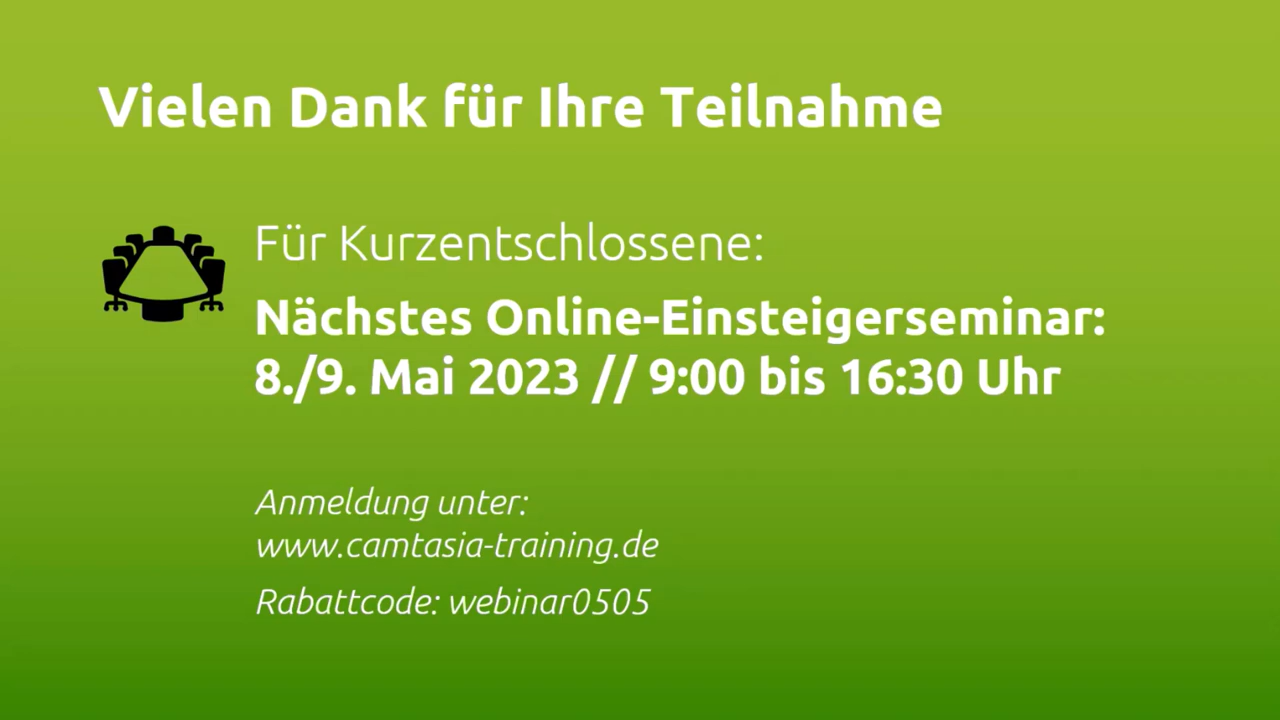 Vielen Dank für Ihre Teilnahme
Für Kurzentschlossene:
Nächstes Online-Einsteigerseminar:
8./9. Mai 2023 // 9:00 bis 16:30 Uhr
Anmeldung unter:
www.camtasia-training.de
Rabattcode: webinar0505